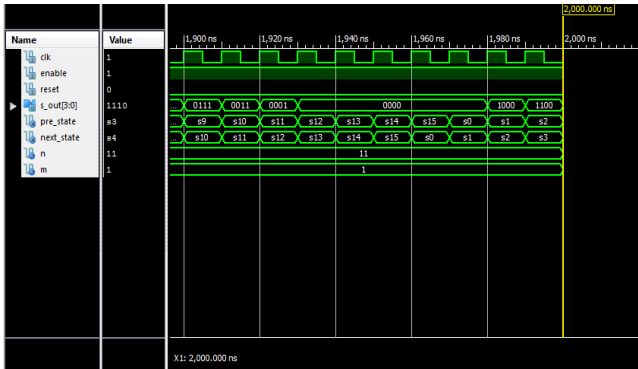 2,000.000 ns
Name Value 1,900 ns 1,920 ns 1,940 ns 1,960 ns 1,980 ns 2,000 ns
clk 1
enable 1
reset 0
s_out[3:0] 1110 ... 0111 0011 0001 0000 1000 1100
pre_state s3 ... s9 s10 s11 s12 s13 s14 s15 s0 s1 s2
next_state s4 ... s10 s11 s12 s13 s14 s15 s0 s1 s2 s3
n 11 11
m 1 1
X1: 2,000.000 ns